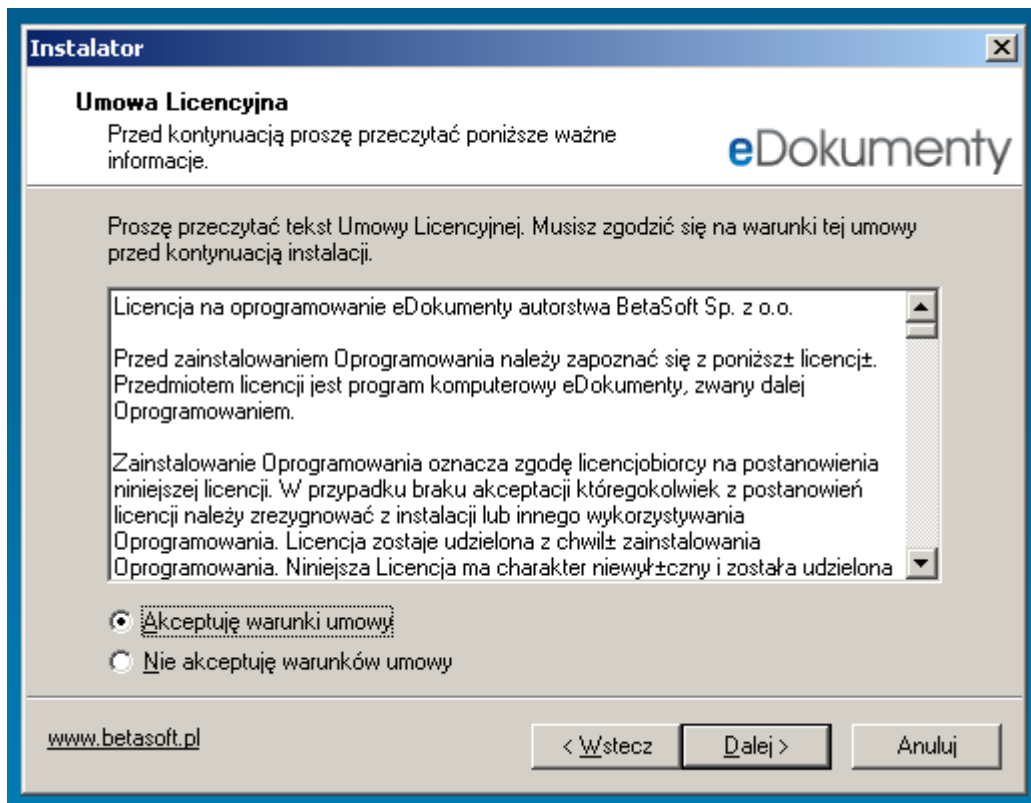 Instalator
Umowa Licencyjna
Przed kontynuacją proszę przeczytać poniższe ważne
informacje.
eDokumenty
Proszę przeczytać tekst Umowy Licencyjnej. Musisz zgodzić się na warunki tej umowy
przed kontynuacją instalacji.
Licencja na oprogramowanie eDokumenty autorstwa BetaSoft Sp. z o.o.
Przed zainstalowaniem Oprogramowania należy zapoznać się z poniższ± licencj±.
Przedmiotem licencji jest program komputerowy eDokumenty, zwany dalej
Oprogramowaniem.
Zainstalowanie Oprogramowania oznacza zgodę licencjobiorcy na postanowienia
niniejszej licencji. W przypadku braku akceptacji któregokolwiek z postanowień
licencji należy zrezygnować z instalacji lub innego wykorzystywania
Oprogramowania. Licencja zostaje udzielona z chwil± zainstalowania
Oprogramowania. Niniejsza Licencja ma charakter niewył±czny i została udzielona
Akceptuję warunki umowy
Nie akceptuję warunków umowy
www.betasoft.pl
< Wstecz
Dalej >
Anuluj